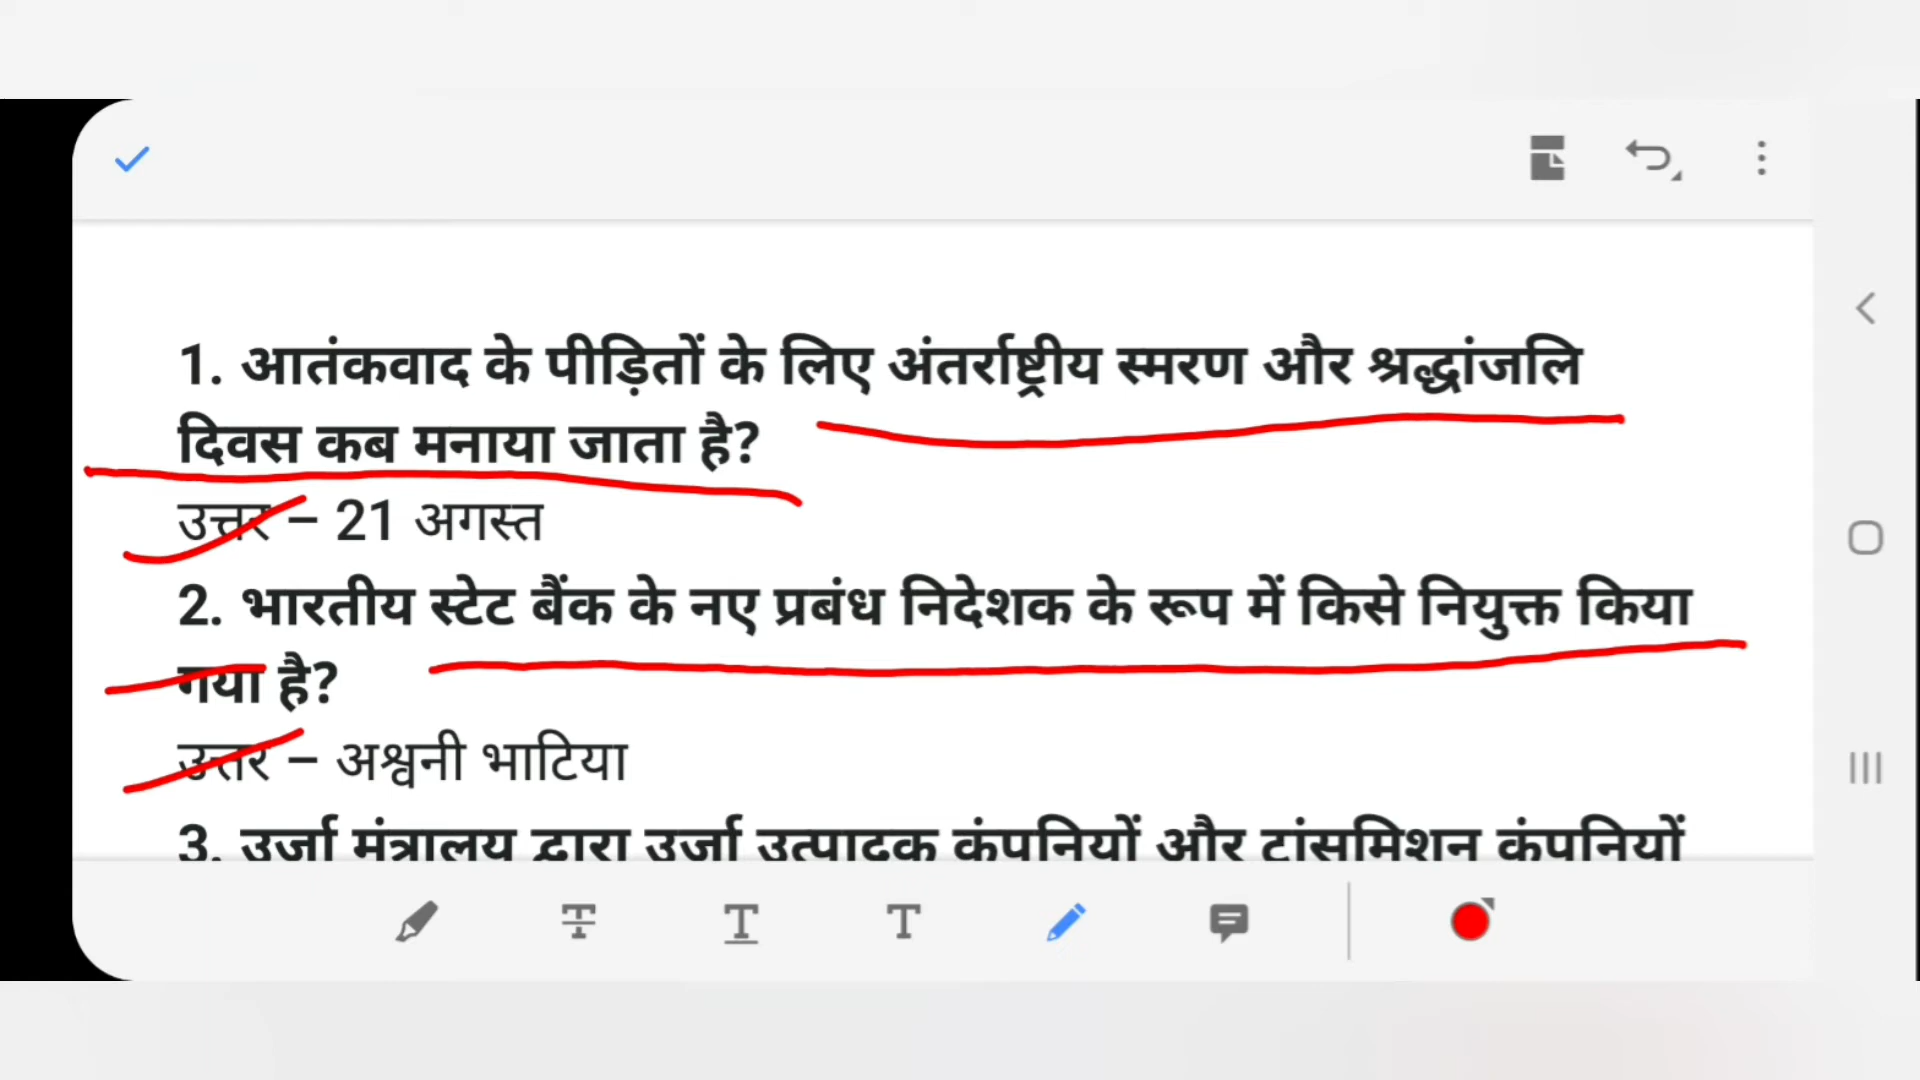 1. आतंकवाद के पीड़ितों के लिए अंतर्राष्ट्रीय स्मरण और श्रद्धांजलि
दिवस कब मनाया जाता है?
उत्तर – 21 अगस्त
2. भारतीय स्टेट बैंक के नए प्रबंध निदेशक के रूप में किसे नियुक्त किया
गया है?
उत्तर – अश्वनी भाटिया
3. उर्जा मंत्रालय द्वारा उर्जा उत्पादक कंपनियों और ट्रांसमिशन कंपनियों